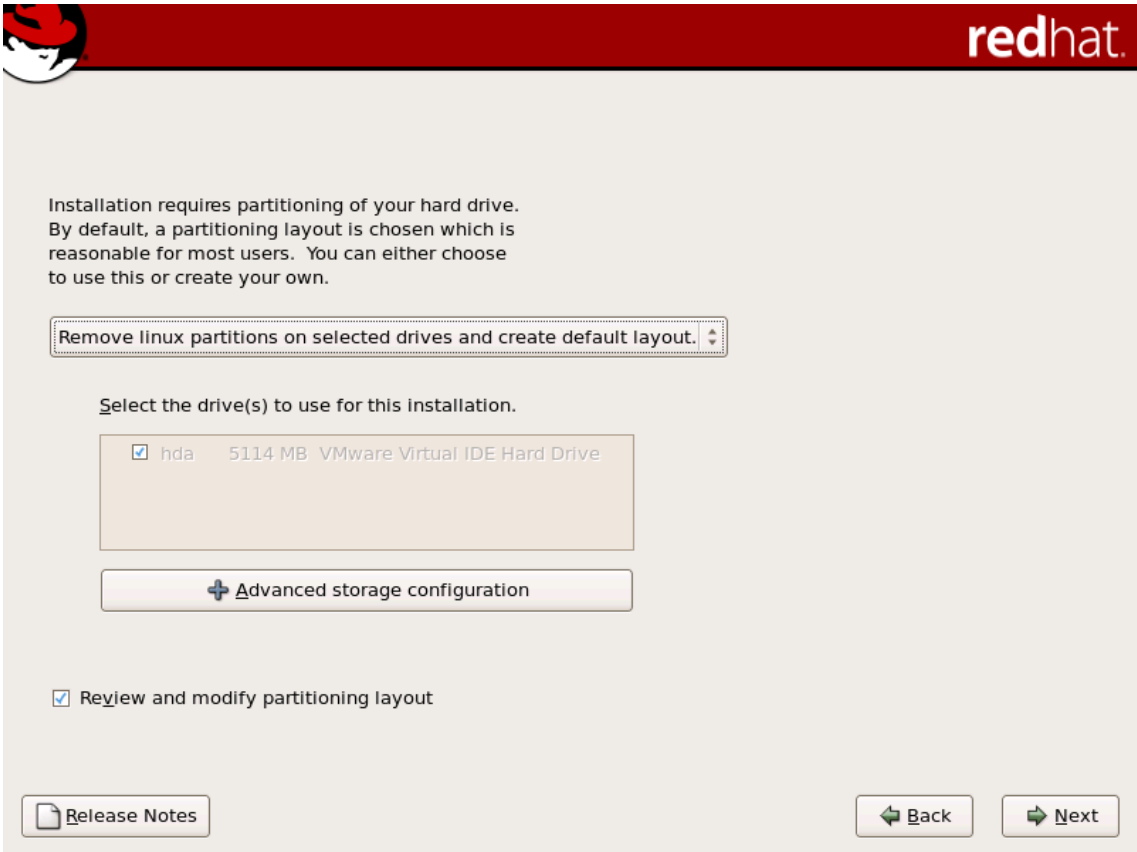 redhat.
Installation requires partitioning of your hard drive.
By default, a partitioning layout is chosen which is
reasonable for most users.  You can either choose
to use this or create your own.
Remove linux partitions on selected drives and create default layout.
Select the drive(s) to use for this installation.
hda 5114 MB VMware Virtual IDE Hard Drive
Advanced storage configuration
Review and modify partitioning layout
Release Notes
Back
Next